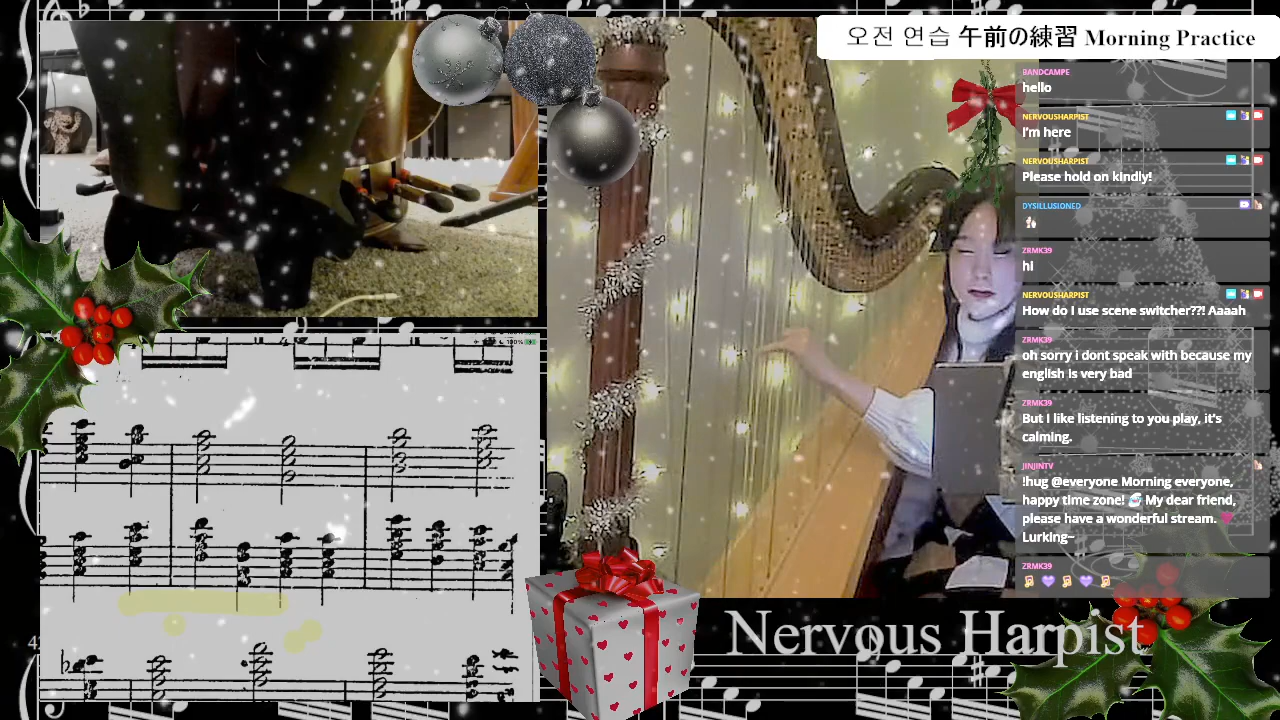 오전 연습 午前の練習 Morning Practice
BANDCAMPE
hello
NERVOUSHARPIST
I'm here
NERVOUSHARPIST
Please hold on kindly!
DYSILLUSIONED
ZRMK39
hi
NERVOUSHARPIST
How do I use scene switcher??! Aaaah
ZRMK39
oh sorry i dont speak with because my
english is very bad
ZRMK39
But I like listening to you play, it's
calming.
JINJINTV
!hug @everyone Morning everyone,
happy time zone! My dear friend,
please have a wonderful stream.
Lurking~
ZRMK39
Nervous Harpist